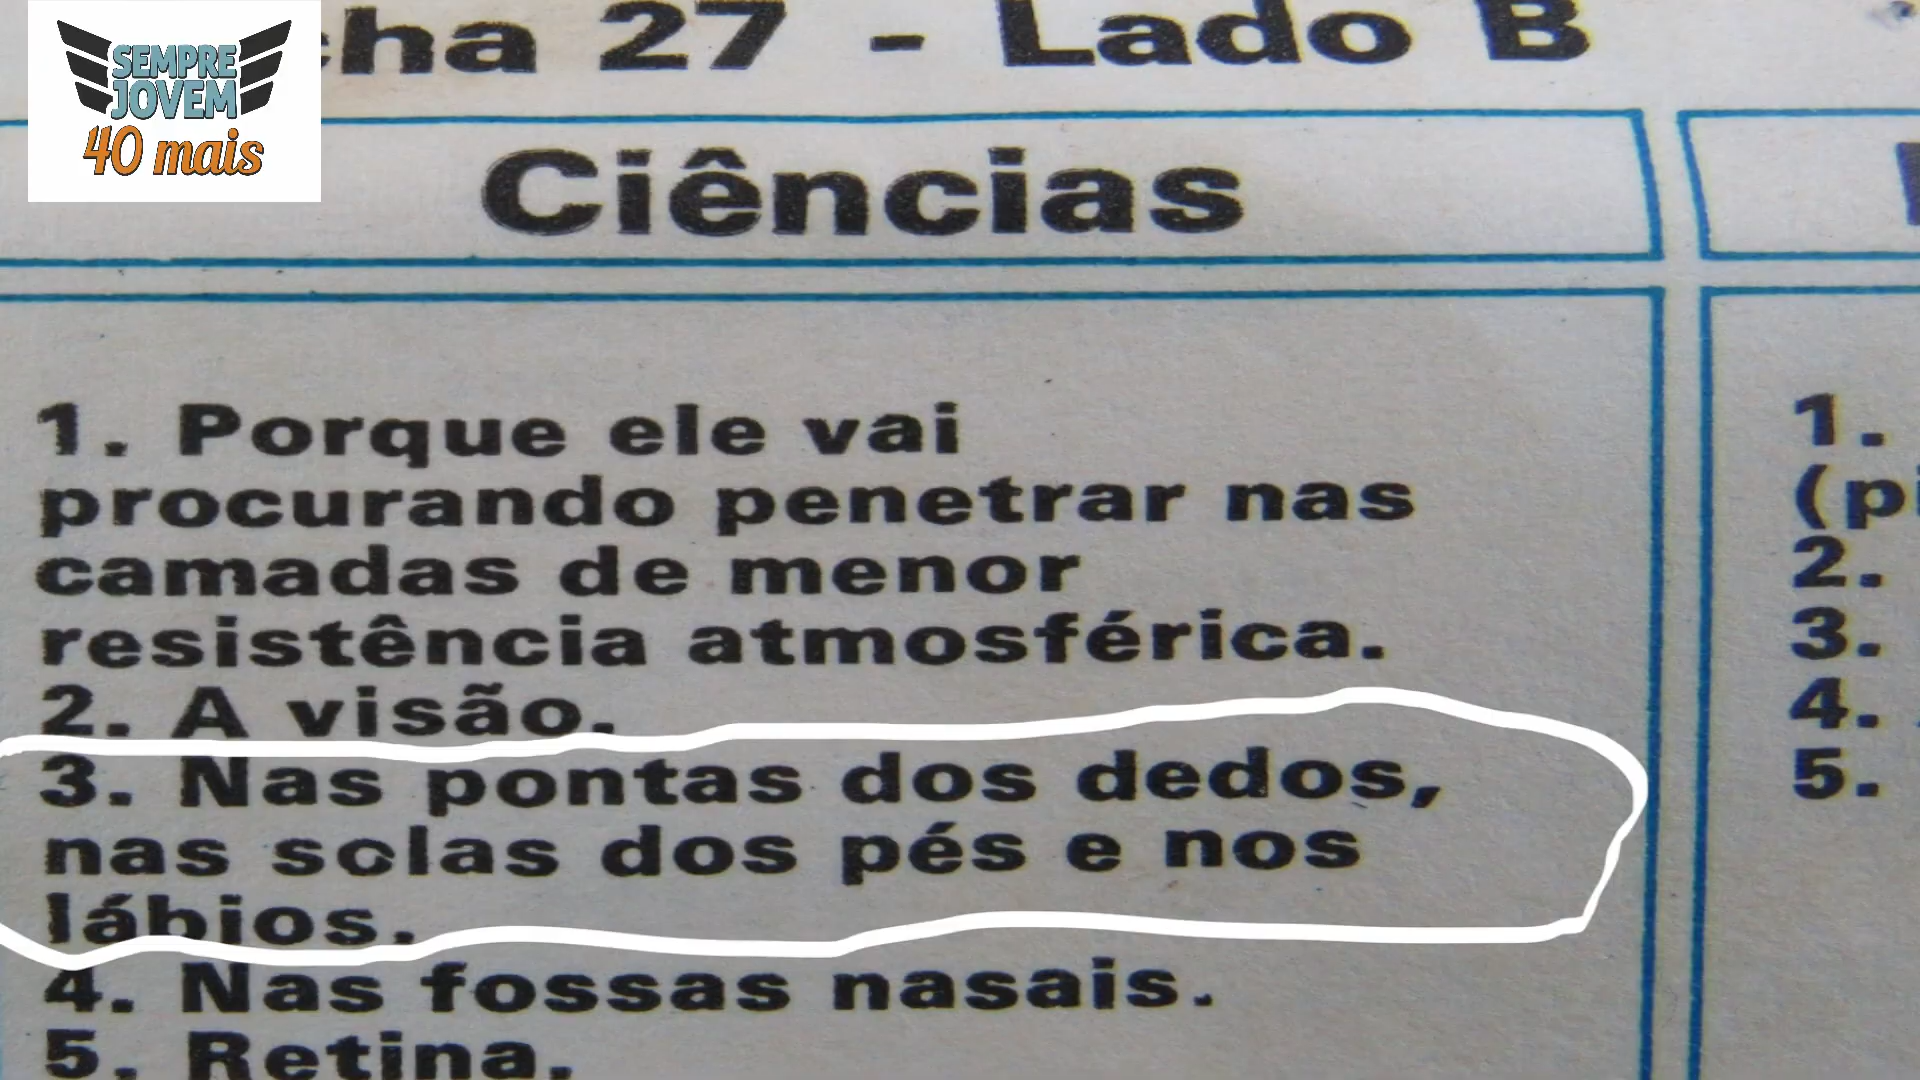 SEMPRE
JOVEM
40 mais
cha 27 - Lado B
Ciências
1. Porque ele vai
procurando penetrar nas
camadas de menor
resistência atmosférica.
2. A visão.
3. Nas pontas dos dedos,
nas solas dos pés e nos
lábios.
4. Nas fossas nasais.
5. Retina.
1.
(pi
2.
3.
4.
5.